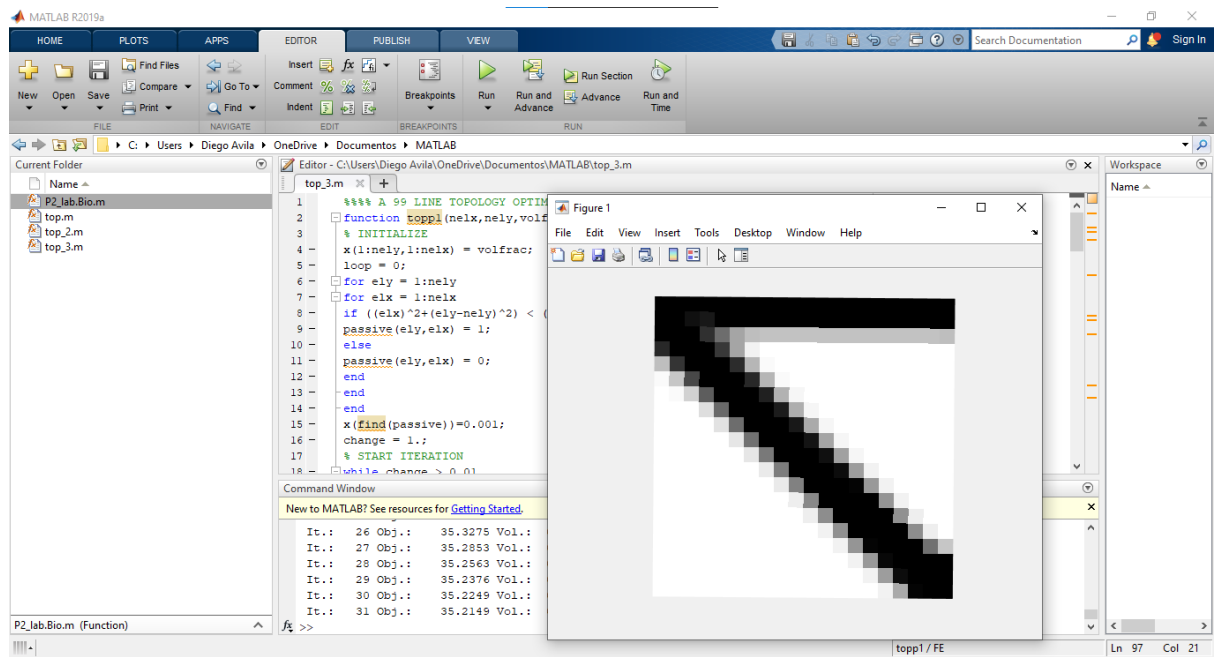 MATLAB R2019a
HOME PLOTS APPS EDITOR PUBLISH VIEW Search Documentation Sign In
New Open Save Find Files Compare Print
Go To Find
Insert fx Comment % Indent
Breakpoints
Run Run and Advance Run Section Advance Run and Time
FILE NAVIGATE EDIT BREAKPOINTS RUN
C: Users Diego Avila OneDrive Documentos MATLAB
Current Folder
Name
P2_lab.Bio.m
top.m
top_2.m
top_3.m
P2_lab.Bio.m (Function)
Editor - C:\Users\Diego Avila\OneDrive\Documentos\MATLAB\top_3.m
top_3.m +
1 %%%% A 99 LINE TOPOLOGY OPTIM
2 function topp1(nelx,nely,volf
3 % INITIALIZE
4 - x(1:nely,1:nelx) = volfrac;
5 - loop = 0;
6 - for ely = 1:nely
7 - for elx = 1:nelx
8 - if ((elx)^2+(ely-nely)^2) < (
9 - passive(ely,elx) = 1;
10 - else
11 - passive(ely,elx) = 0;
12 - end
13 - end
14 - end
15 - x(find(passive))=0.001;
16 - change = 1.;
17 % START ITERATION
18 - while change > 0.01
Figure 1
File Edit View Insert Tools Desktop Window Help
Command Window
New to MATLAB? See resources for Getting Started.
It.: 26 Obj.: 35.3275 Vol.:
It.: 27 Obj.: 35.2853 Vol.:
It.: 28 Obj.: 35.2563 Vol.:
It.: 29 Obj.: 35.2376 Vol.:
It.: 30 Obj.: 35.2249 Vol.:
It.: 31 Obj.: 35.2149 Vol.:
fx >>
Workspace
Name
topp1 / FE Ln 97 Col 21